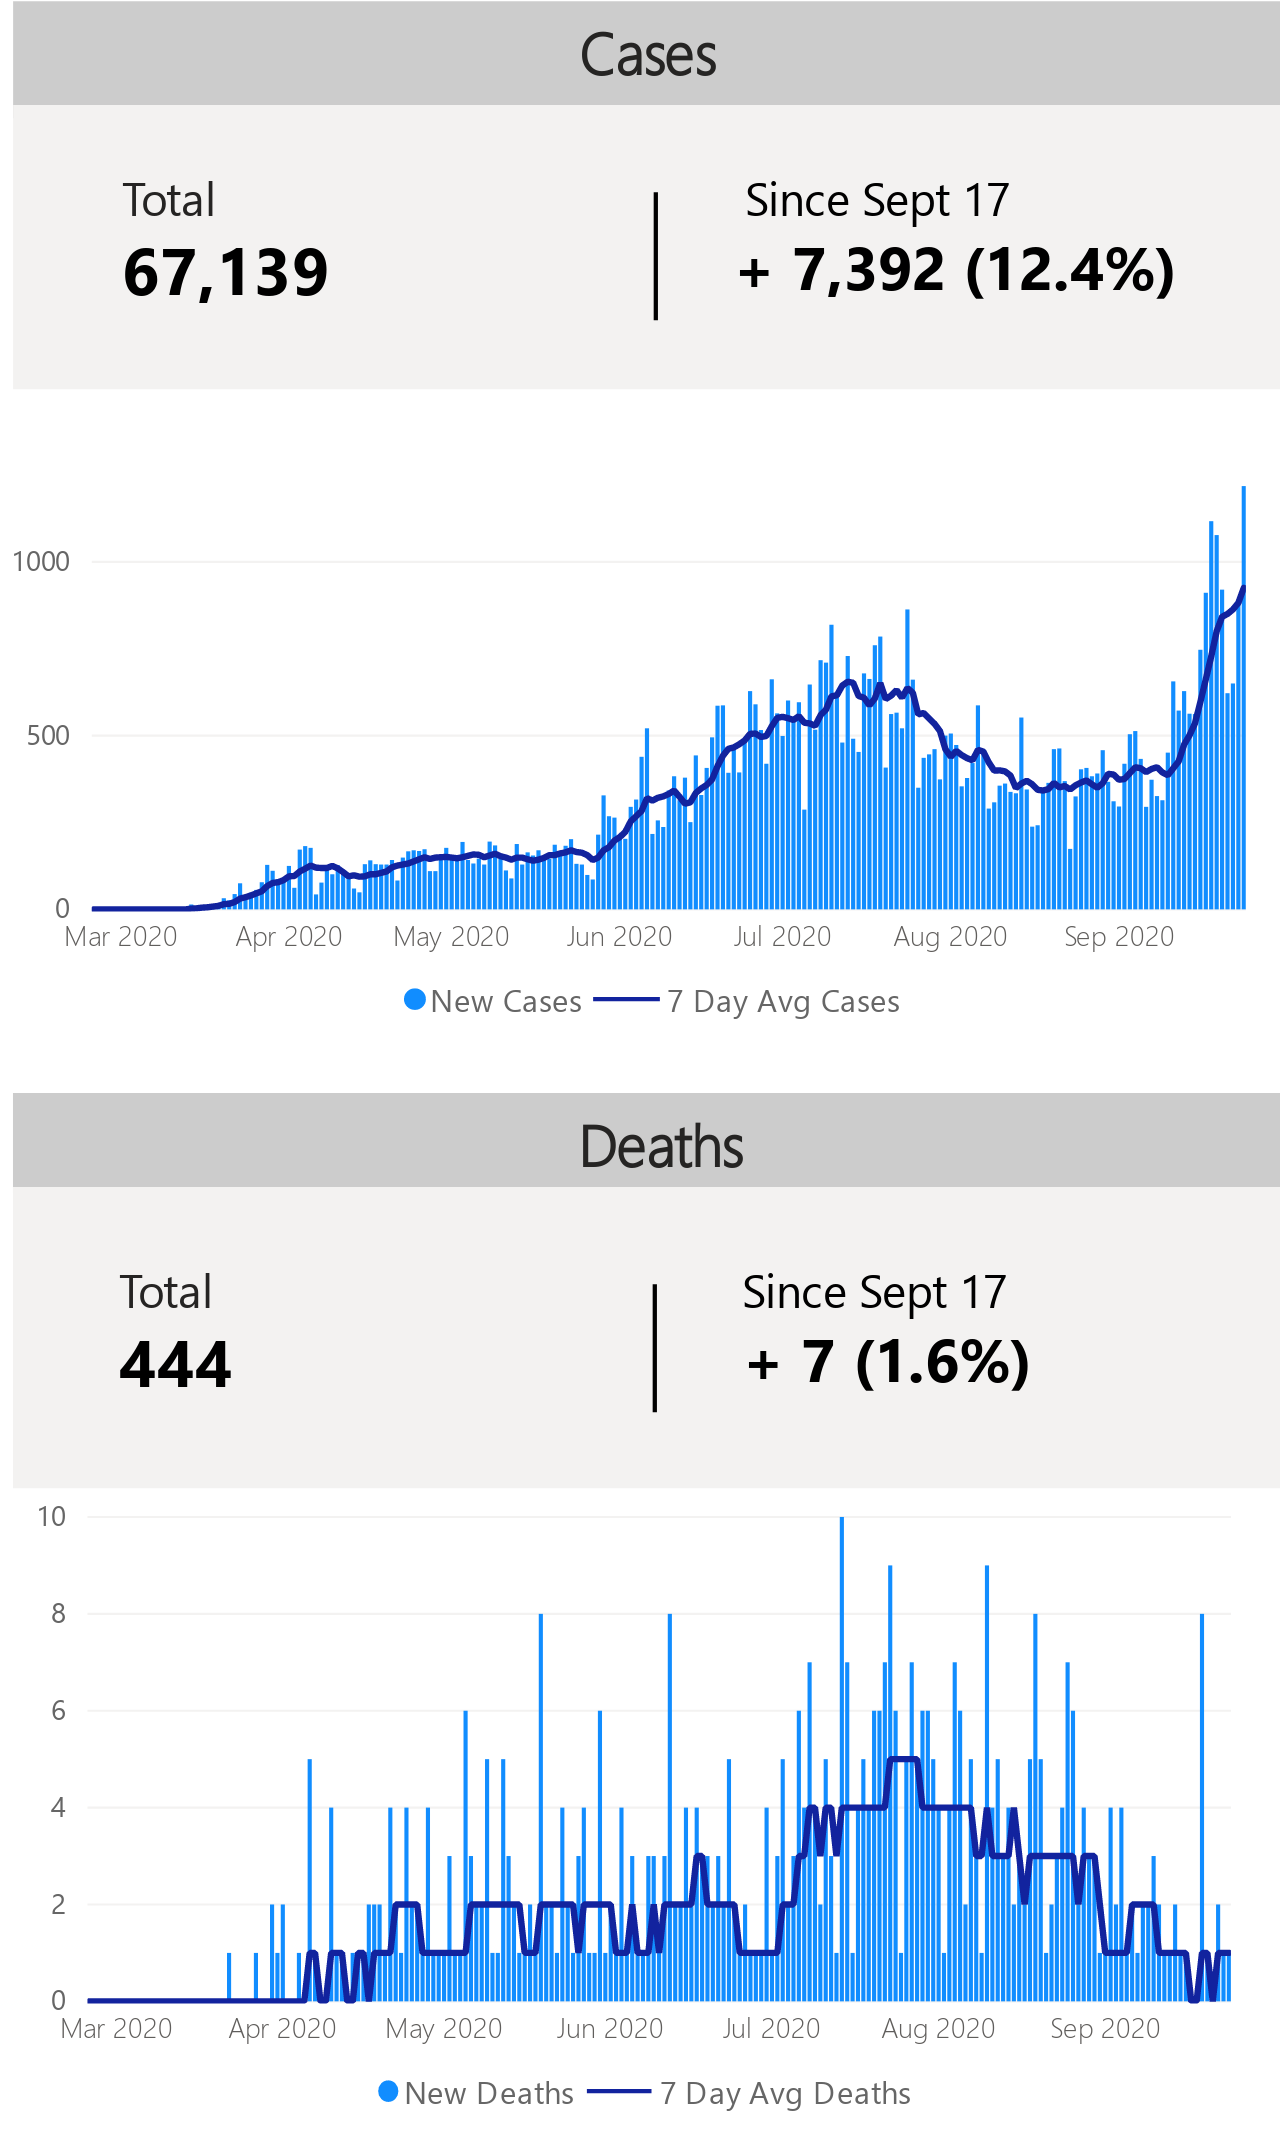 Cases
Total
Since Sept 17
67,139
+ 7,392 (12.4%)
1000
500
0
Mar 2020 Apr 2020 May 2020 Jun 2020 Jul 2020 Aug 2020 Sep 2020
New Cases 7 Day Avg Cases
Deaths
Total
Since Sept 17
444
+ 7 (1.6%)
10
8
6
4
2
0
Mar 2020 Apr 2020 May 2020 Jun 2020 Jul 2020 Aug 2020 Sep 2020
New Deaths 7 Day Avg Deaths